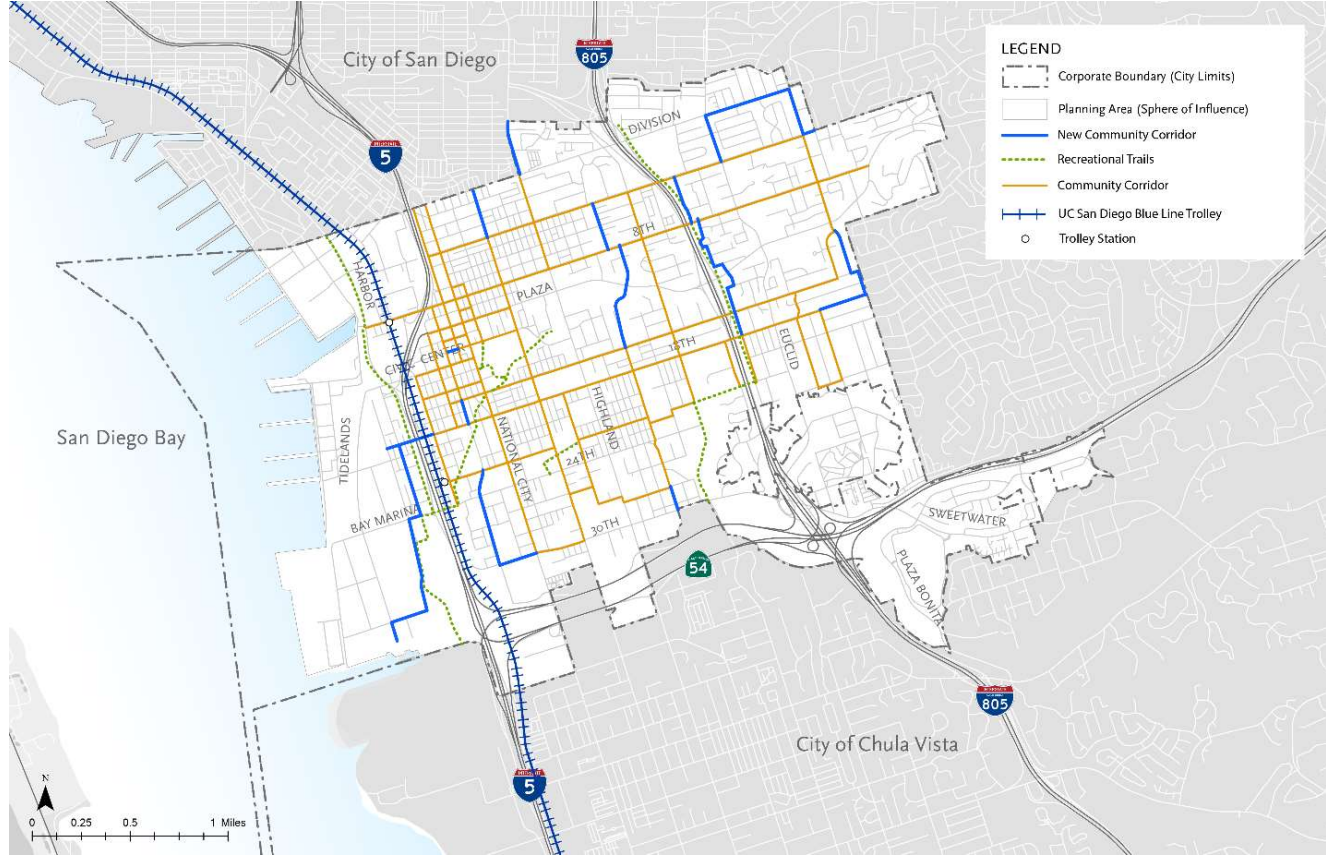 City of San Diego
805
LEGEND
Corporate Boundary (City Limits)
Planning Area (Sphere of Influence)
New Community Corridor
Recreational Trails
Community Corridor
UC San Diego Blue Line Trolley
Trolley Station
DIVISION
5
8TH
HARBOR
PLAZA
CIVIC CENTER
18TH
EUCLID
San Diego Bay
TIDELANDS
NATIONAL CITY
HIGHLAND
24TH
BAY MARINA
30TH
SWEETWATER
PLAZA BONITA
54
805
City of Chula Vista
5
N
0 0.25 0.5 1 Miles